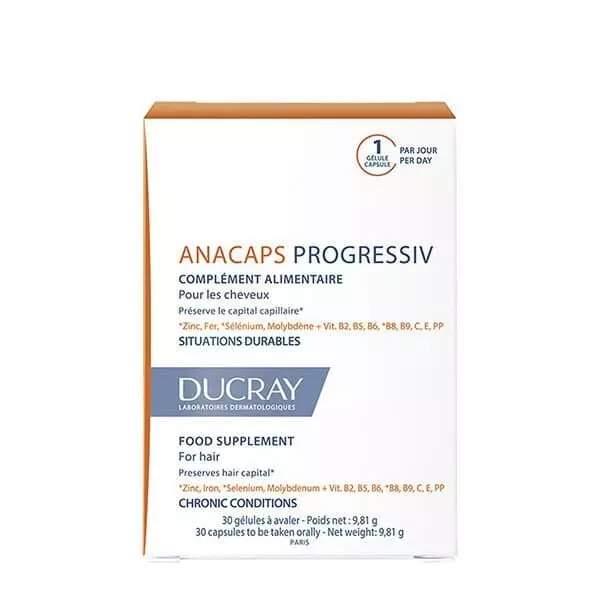 1
GÉLULE
CAPSULE
PAR JOUR
PER DAY
ANACAPS PROGRESSIV
COMPLÉMENT ALIMENTAIRE
Pour les cheveux
Préserve le capital capillaire*
*Zinc, Fer, *Sélénium, Molybdène + Vit. B2, B5, B6, *B8, B9, C, E, PP
SITUATIONS DURABLES
DUCRAY
LABORATOIRES DERMATOLOGIQUES
FOOD SUPPLEMENT
For hair
Preserves hair capital*
*Zinc, Iron, *Selenium, Molybdenum + Vit. B2, B5, B6, *B8, B9, C, E, PP
CHRONIC CONDITIONS
30 gélules à avaler - Poids net : 9,81 g
30 capsules to be taken orally - Net weight: 9,81 g
PARIS